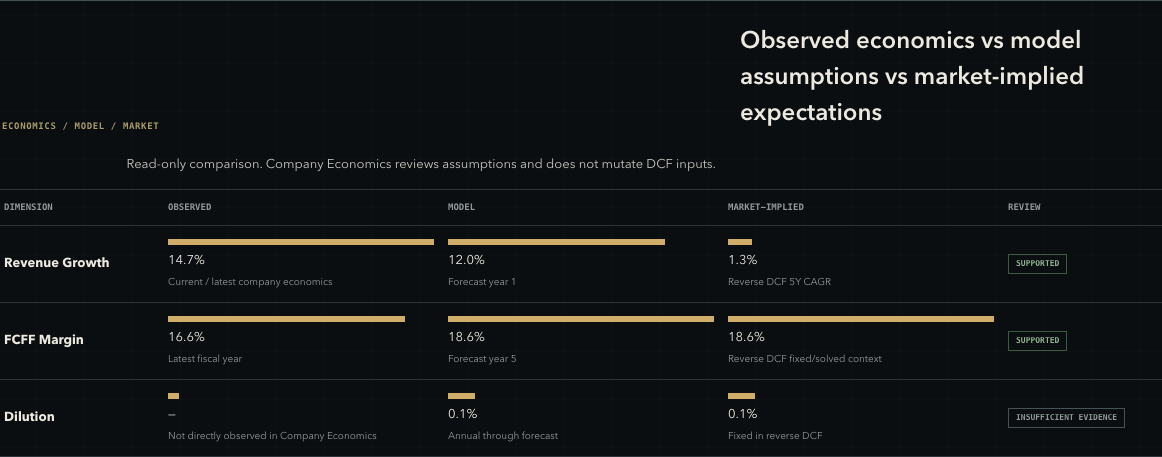 Observed economics vs model
assumptions vs market-implied
expectations
ECONOMICS / MODEL / MARKET
Read-only comparison. Company Economics reviews assumptions and does not mutate DCF inputs.
DIMENSION OBSERVED MODEL MARKET–IMPLIED REVIEW
Revenue Growth 14.7% 12.0% 1.3% SUPPORTED
Current / latest company economics Forecast year 1 Reverse DCF 5Y CAGR
FCFF Margin 16.6% 18.6% 18.6% SUPPORTED
Latest fiscal year Forecast year 5 Reverse DCF fixed/solved context
Dilution — 0.1% 0.1% INSUFFICIENT EVIDENCE
Not directly observed in Company Economics Annual through forecast Fixed in reverse DCF